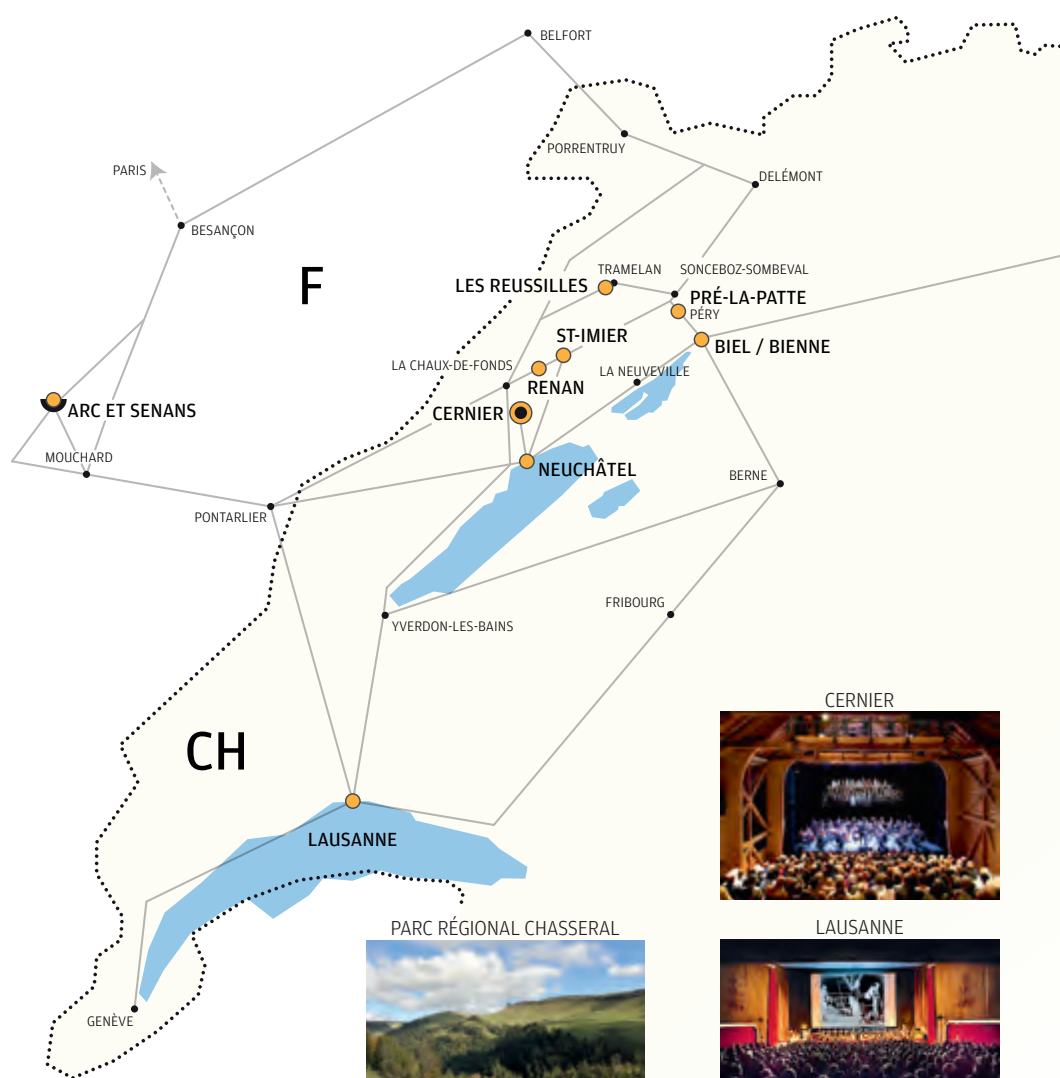 BELFORT
PORRENTRUY
PARIS
DELÉMONT
BESANÇON
F
TRAMELAN
SONCEBOZ-SOMBEVAL
LES REUSSILLES
PRÉ-LA-PATTE
PÉRY
ST-IMIER
BIEL / BIENNE
LA CHAUX-DE-FONDS
LA NEUVEVILLE
RENAN
ARC ET SENANS
CERNIER
MOUCHARD
NEUCHÂTEL
BERNE
PONTARLIER
FRIBOURG
YVERDON-LES-BAINS
CERNIER
CH
LAUSANNE
PARC RÉGIONAL CHASSERAL
LAUSANNE
GENÈVE